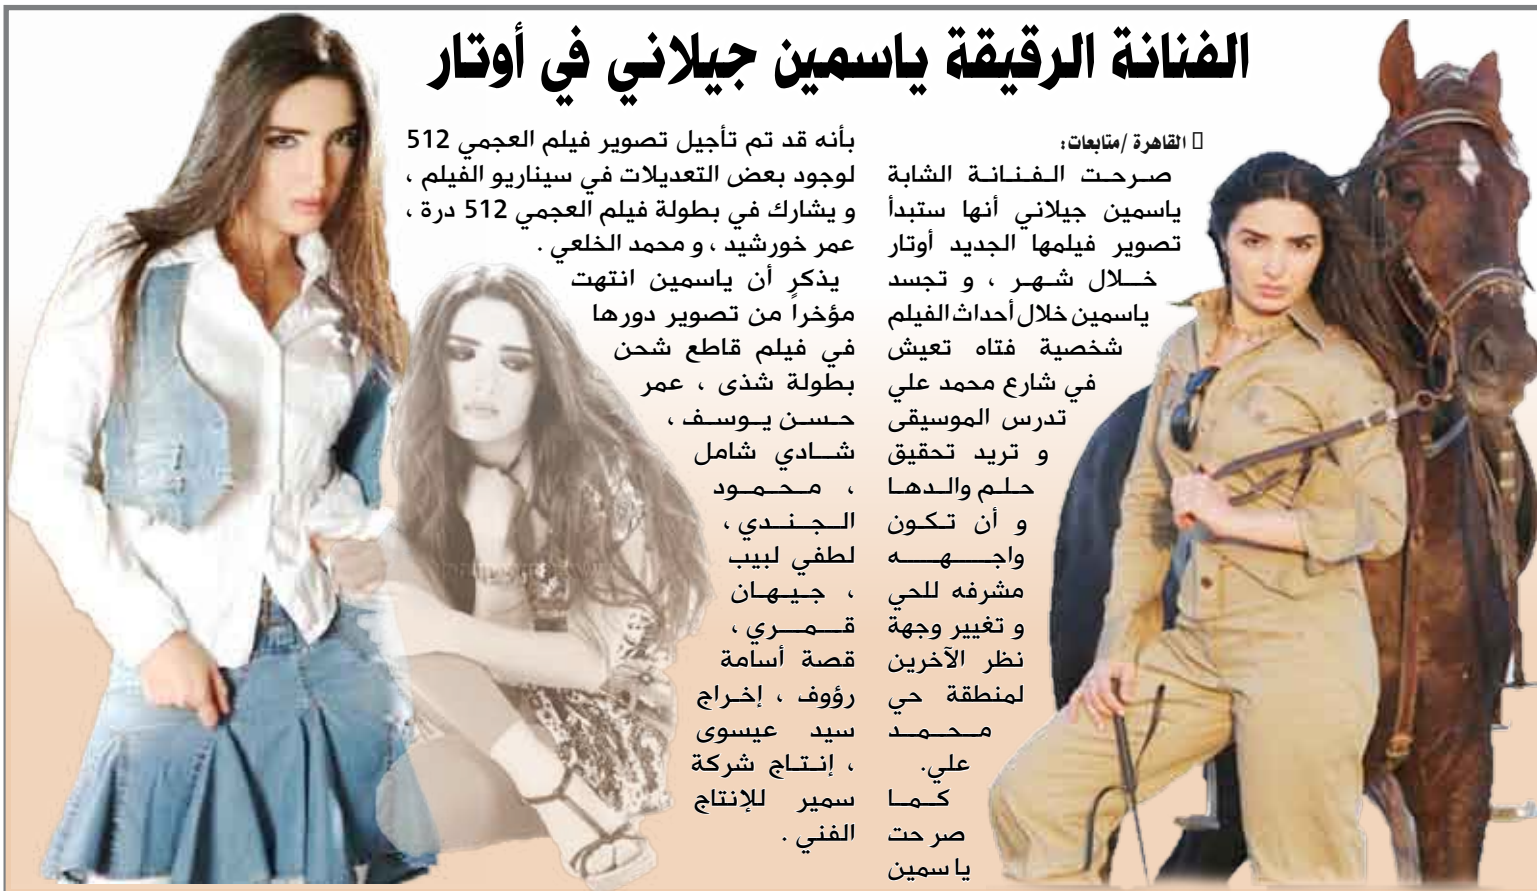 الفنانة الرقيقة ياسمين جيلاني في أوتار
القاهرة /متابعات:
صرحت الفنانة الشابة
ياسمين جيلاني أنها ستبدأ
تصوير فيلمها الجديد أوتار
خلال شهر ، و تجسد
ياسمين خلال أحداث الفيلم
شخصية فتاه تعيش
في شارع محمد علي
تدرس الموسيقى
و تريد تحقيق
حلم والدها
و أن تكون
واجهه
مشرفه للحي
و تغيير وجهة
نظر الآخرين
لمنطقة حي
محمد
علي.
كما
صرحت
ياسمين
بأنه قد تم تأجيل تصوير فيلم العجمي 512
لوجود بعض التعديلات في سيناريو الفيلم ،
و يشارك في بطولة فيلم العجمي 512 درة ،
عمر خورشيد ، و محمد الخلعي .
يذكر أن ياسمين انتهت
مؤخراً من تصوير دورها
في فيلم قاطع شحن
بطولة شذى ، عمر
حسن يوسف ،
شادي شامل
، محمود
الجندي ،
لطفي لبيب
، جيهان
قمري ،
قصة أسامة
رؤوف ، إخراج
سيد عيسوى
، إنتاج شركة
سمير للإنتاج
الفني .